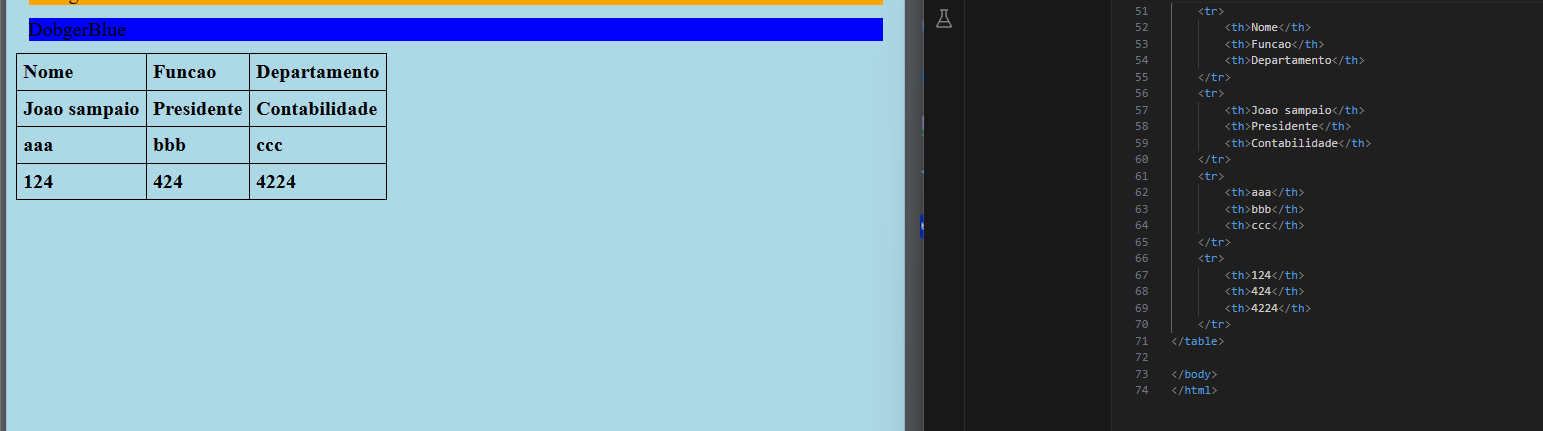 DobgerBlue
Nome Funcao Departamento
Joao sampaio Presidente Contabilidade
aaa bbb ccc
124 424 4224
51 <tr>
52 <th>Nome</th>
53 <th>Funcao</th>
54 <th>Departamento</th>
55 </tr>
56 <tr>
57 <th>Joao sampaio</th>
58 <th>Presidente</th>
59 <th>Contabilidade</th>
60 </tr>
61 <tr>
62 <th>aaa</th>
63 <th>bbb</th>
64 <th>ccc</th>
65 </tr>
66 <tr>
67 <th>124</th>
68 <th>424</th>
69 <th>4224</th>
70 </tr>
71 </table>
72
73 </body>
74 </html>